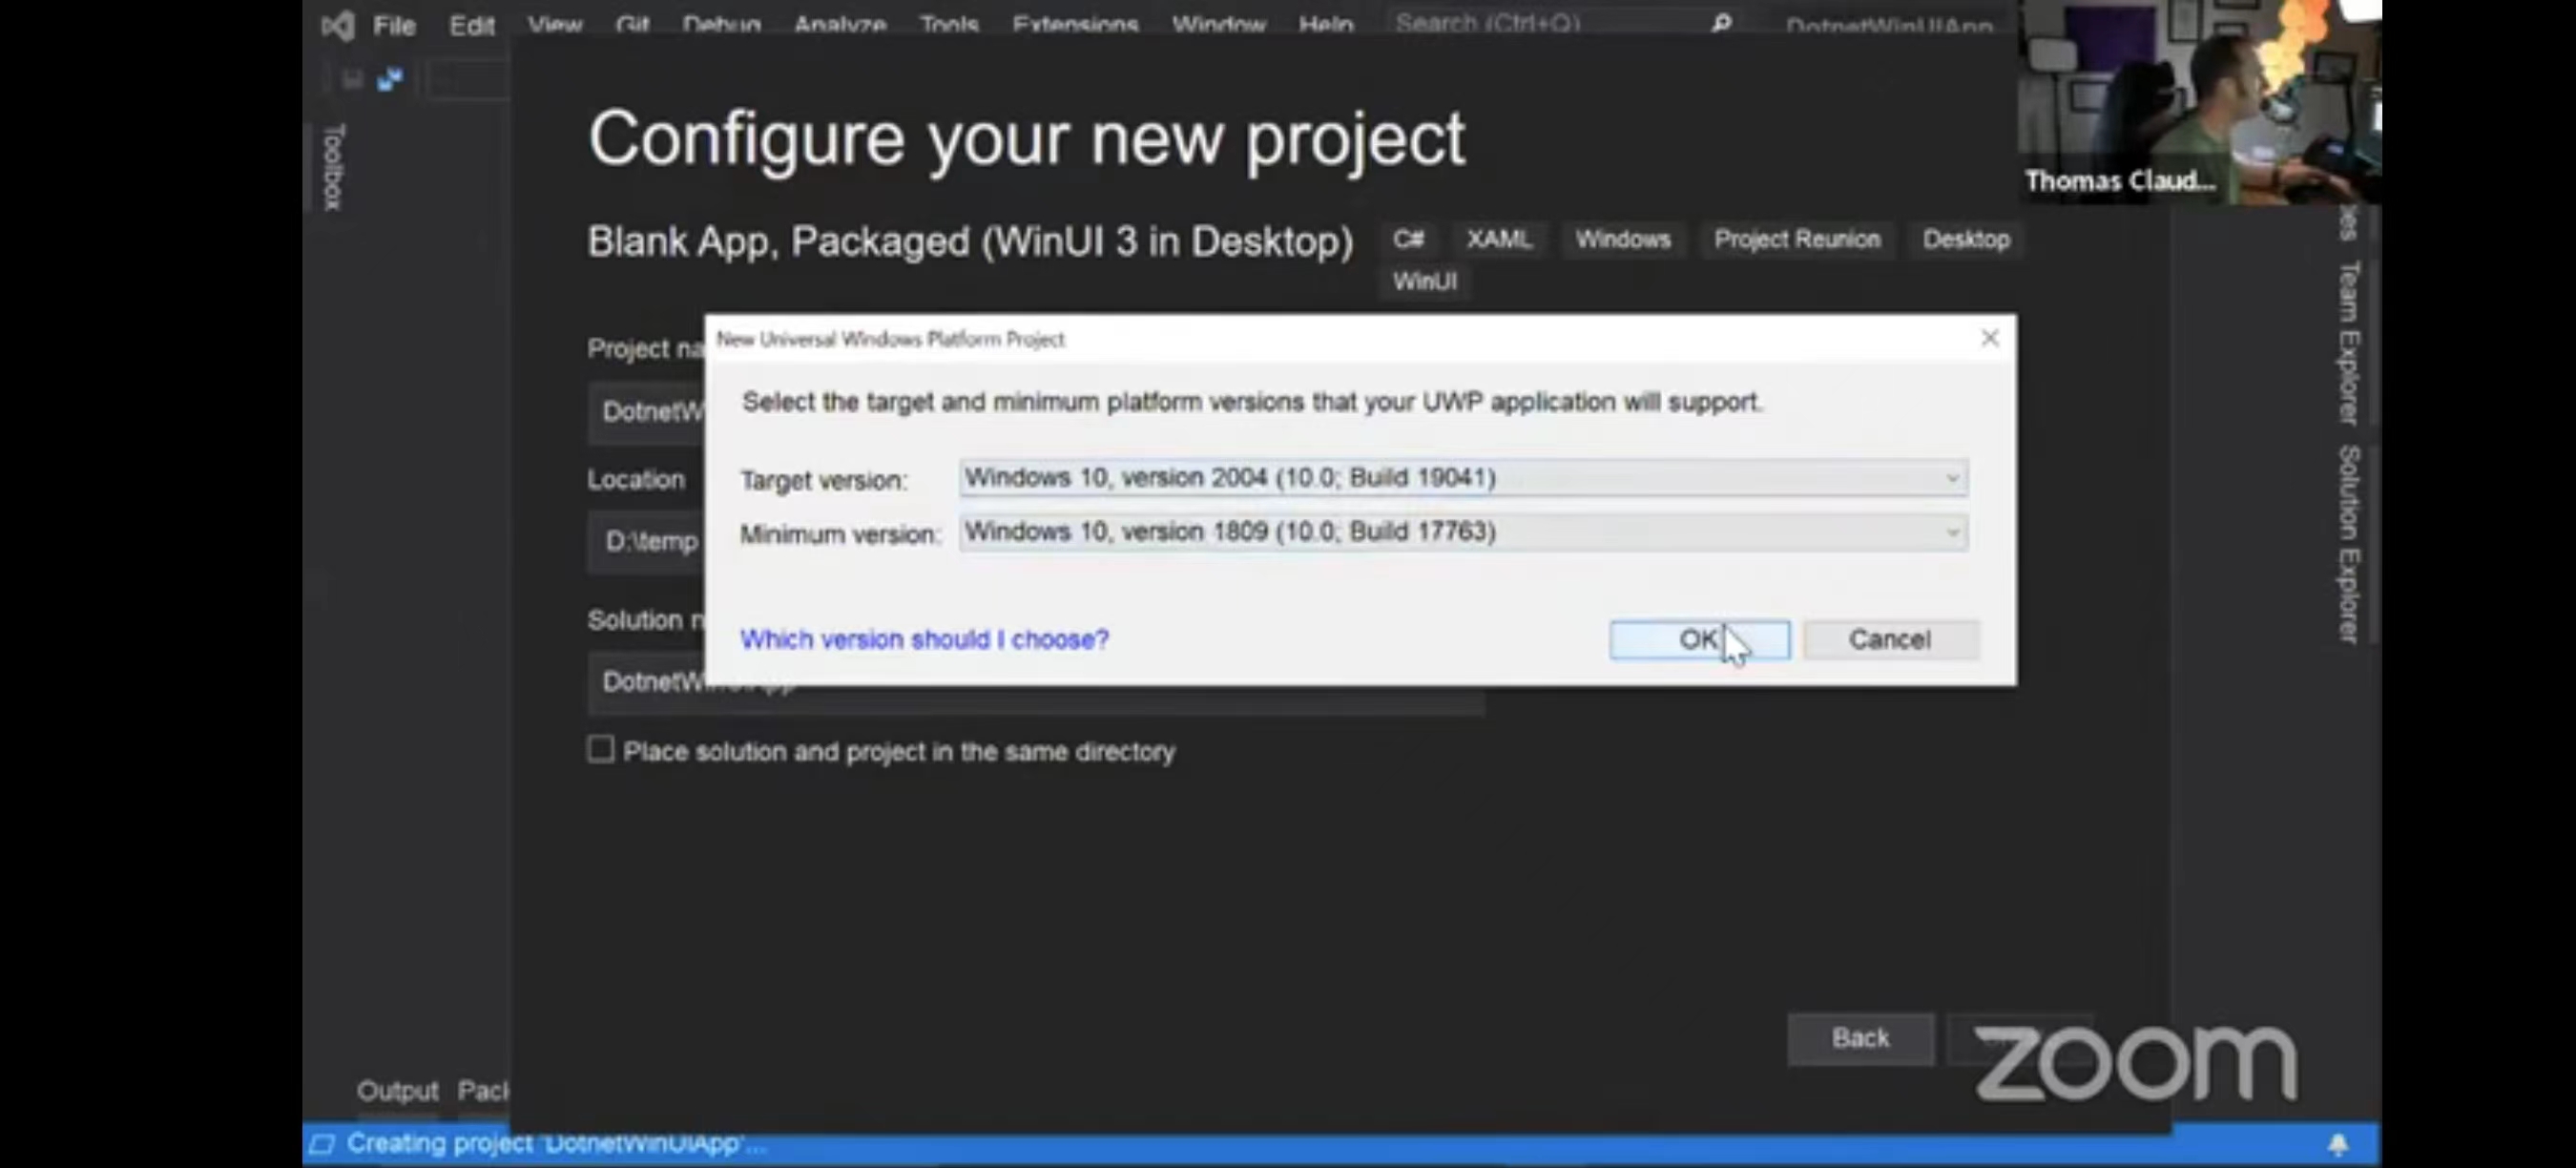 File Edit View Git Debug Analyze Tools Extensions Window Help Search (Ctrl+Q) DotnetWinUIApp
Toolbox
Configure your new project
Thomas Claud...
Blank App, Packaged (WinUI 3 in Desktop) C# XAML Windows Project Reunion Desktop
WinUI
New Universal Windows Platform Project
Project na
Select the target and minimum platform versions that your UWP application will support.
DotnetW
Location
Target version: Windows 10, version 2004 (10.0; Build 19041)
Minimum version: Windows 10, version 1809 (10.0; Build 17763)
D:\temp
Solution n
Which version should I choose? OK Cancel
DotnetWinUIApp
Place solution and project in the same directory
Team Explorer
Solution Explorer
Back
zoom
Output Pack
Creating project 'DotnetWinUIApp'...